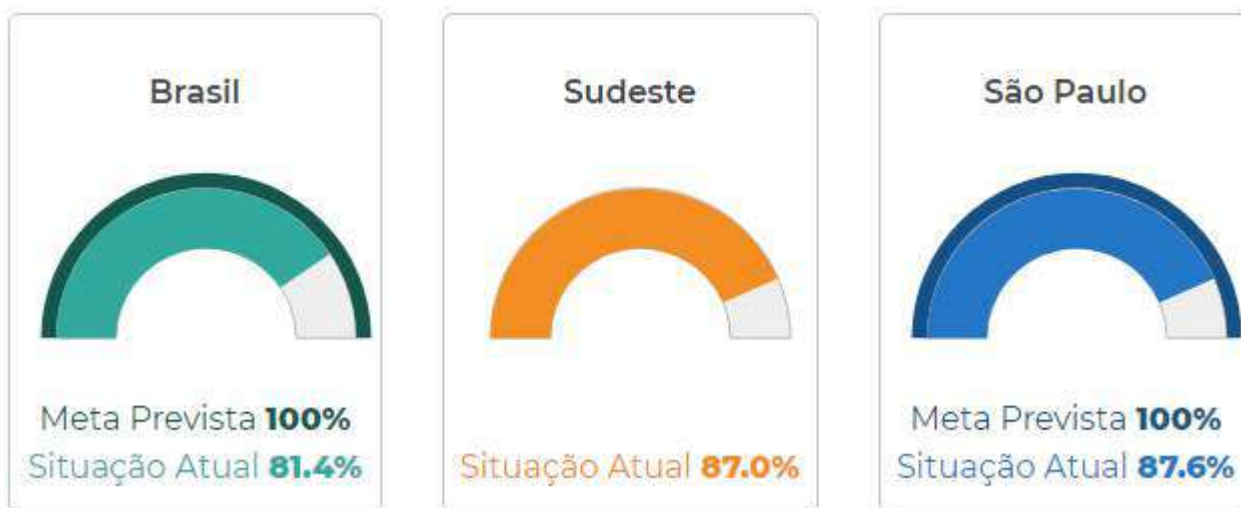 Brasil
Meta Prevista 100%
Situação Atual 81.4%
Sudeste
Situação Atual 87.0%
São Paulo
Meta Prevista 100%
Situação Atual 87.6%